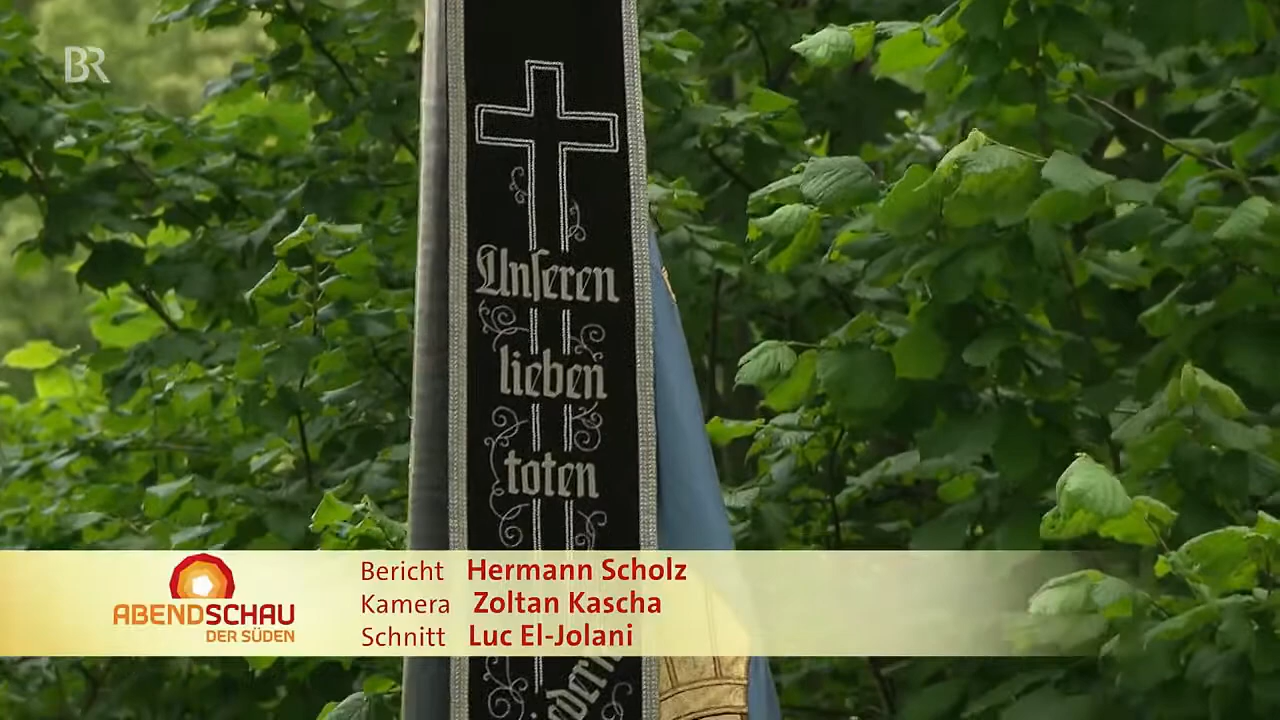 BR
Unseren
lieben
toten
ABENDSCHAU
DER SÜDEN
Bericht Hermann Scholz
Kamera Zoltan Kascha
Schnitt Luc El-Jolani